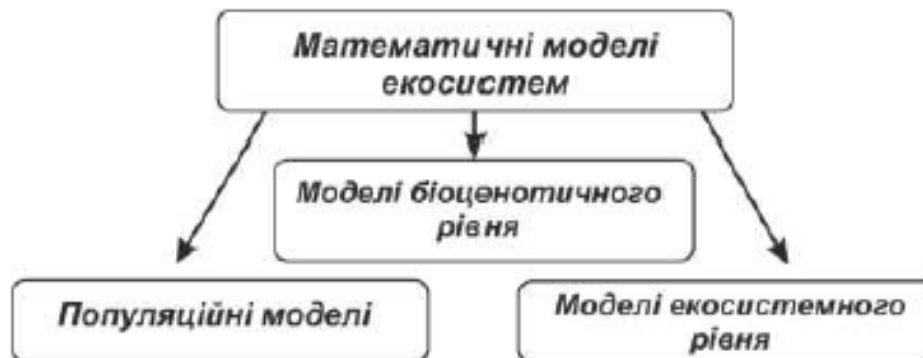 Математичні моделі
екосистем
Моделі біоценотичного
рівня
Популяційні моделі
Моделі екосистемного
рівня